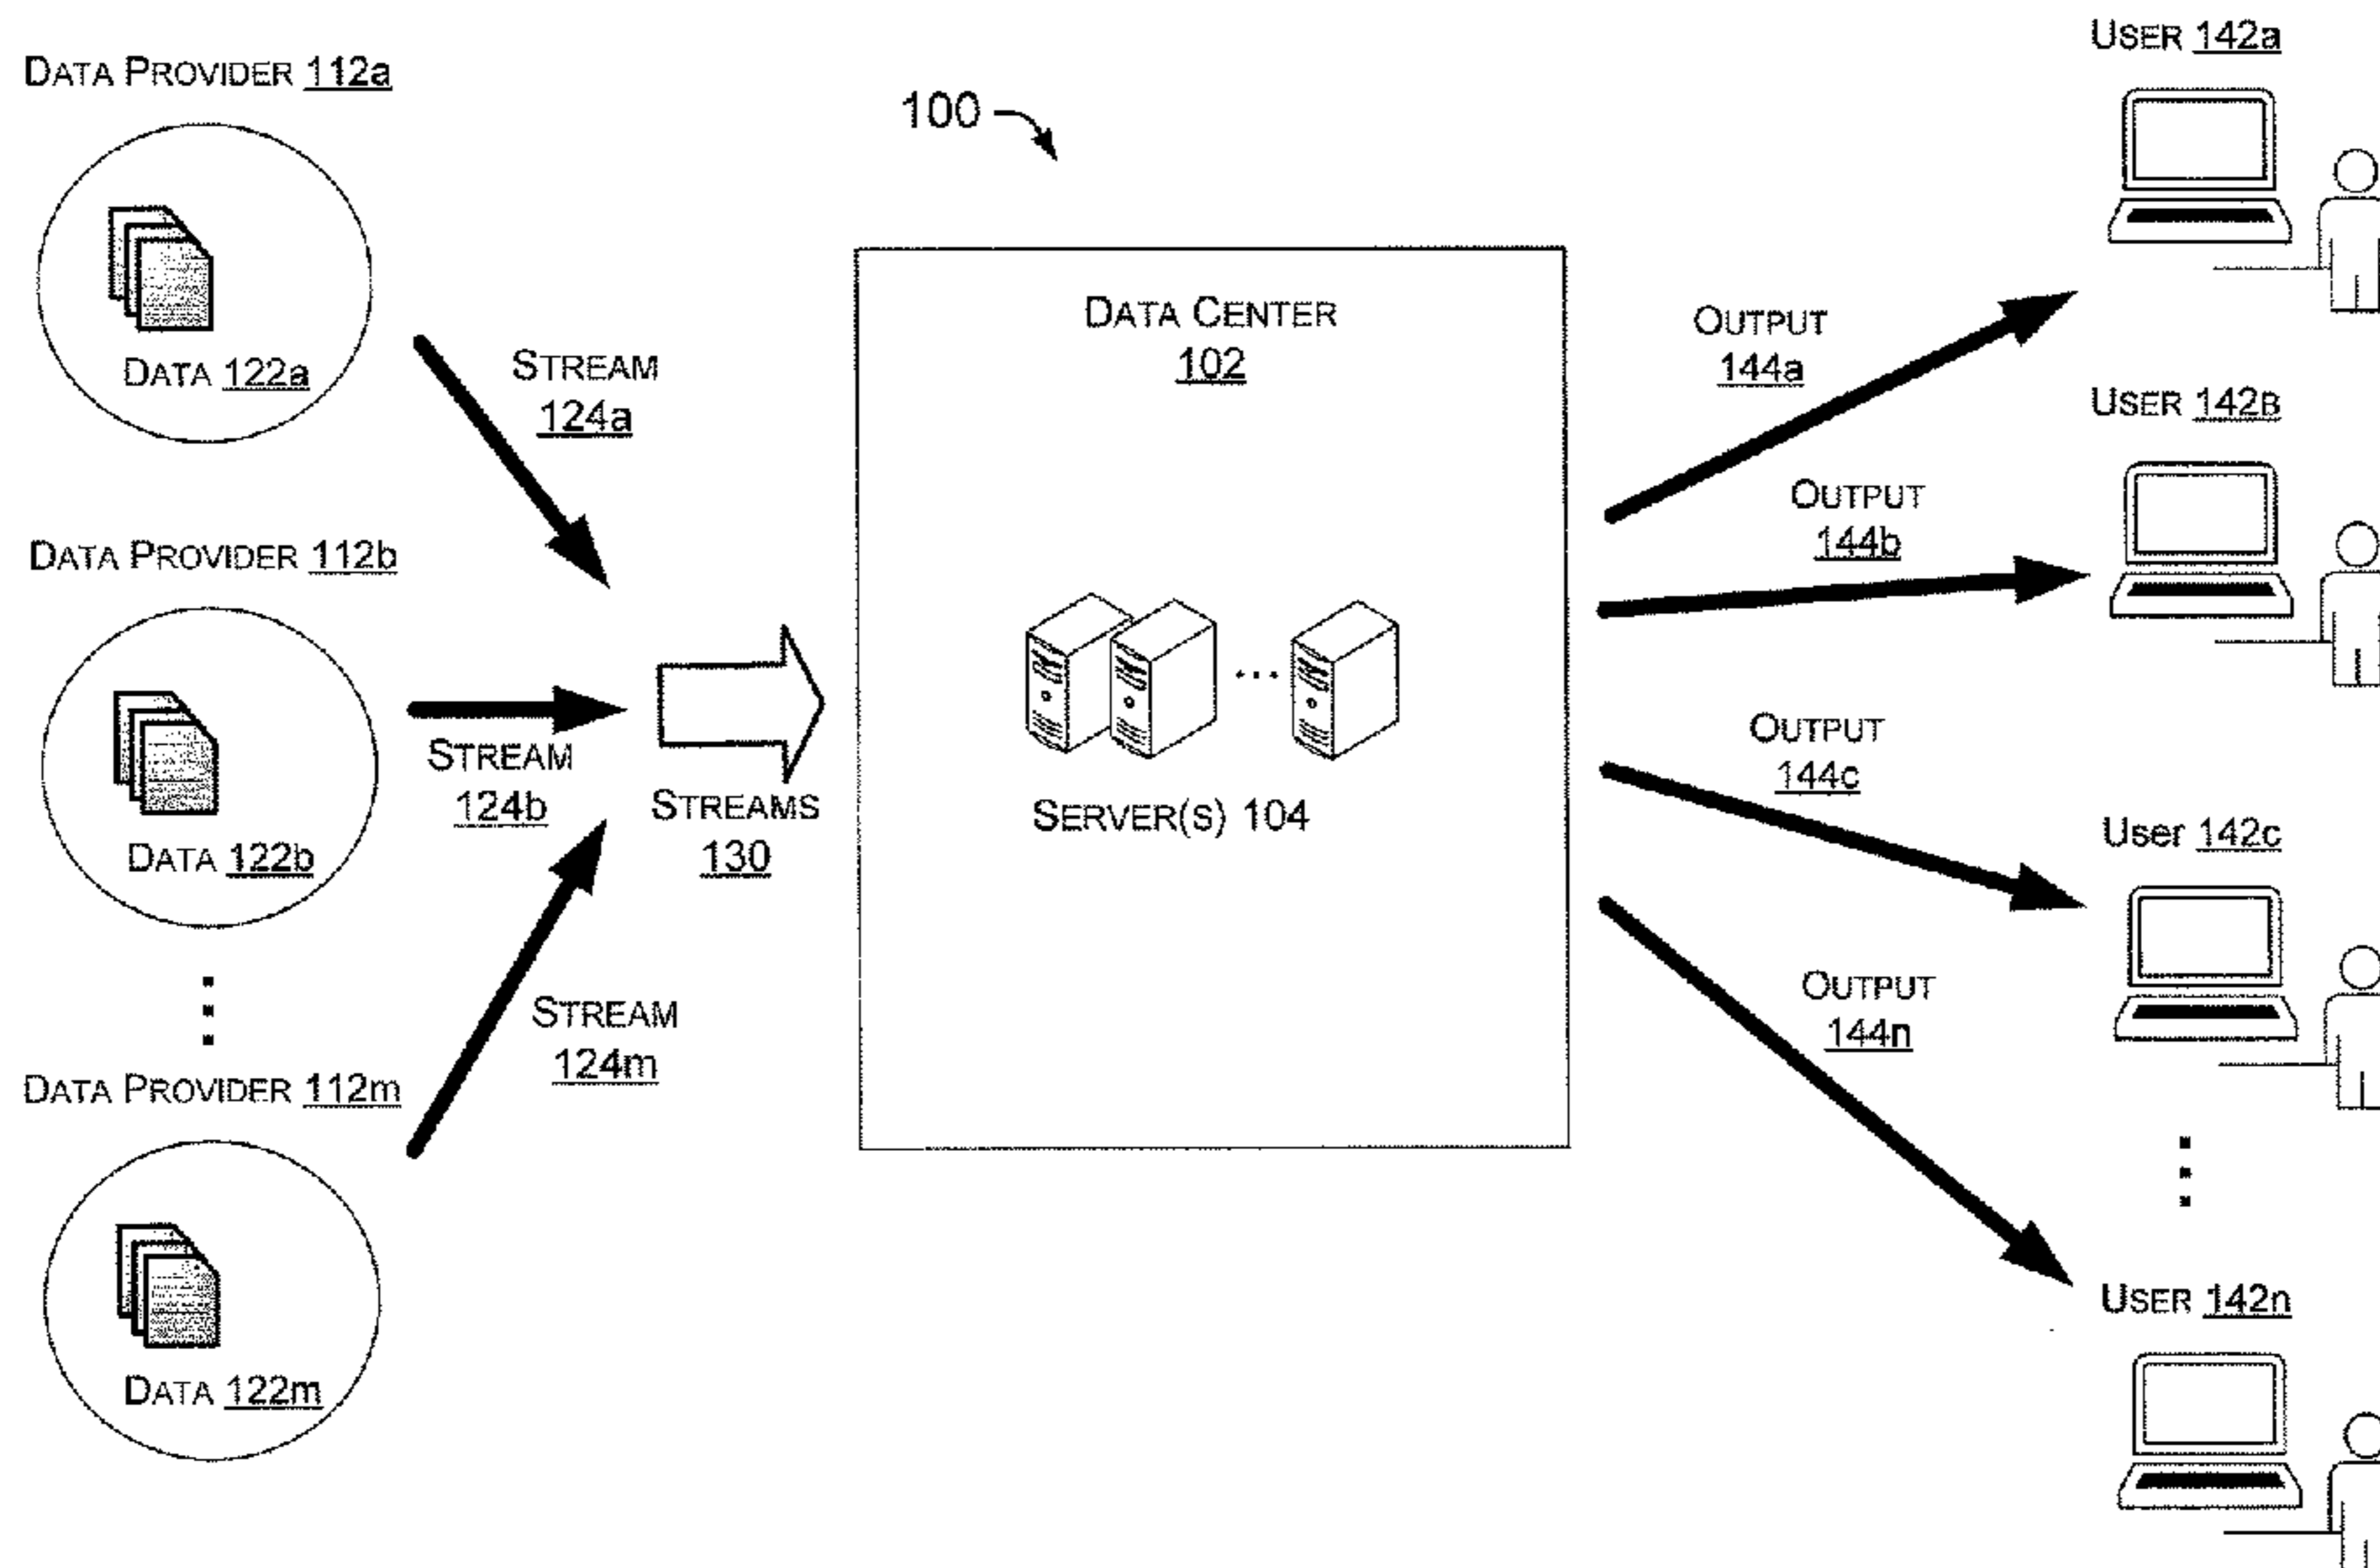 DATA PROVIDER 112a
DATA 122a
STREAM
124a
DATA PROVIDER 112b
DATA 122b
STREAM
124b
DATA PROVIDER 112m
DATA 122m
STREAM
124m
STREAMS
130
100
DATA CENTER
102
...
SERVER(S) 104
OUTPUT
144a
OUTPUT
144b
OUTPUT
144c
OUTPUT
144n
USER 142a
USER 142B
User 142c
USER 142n